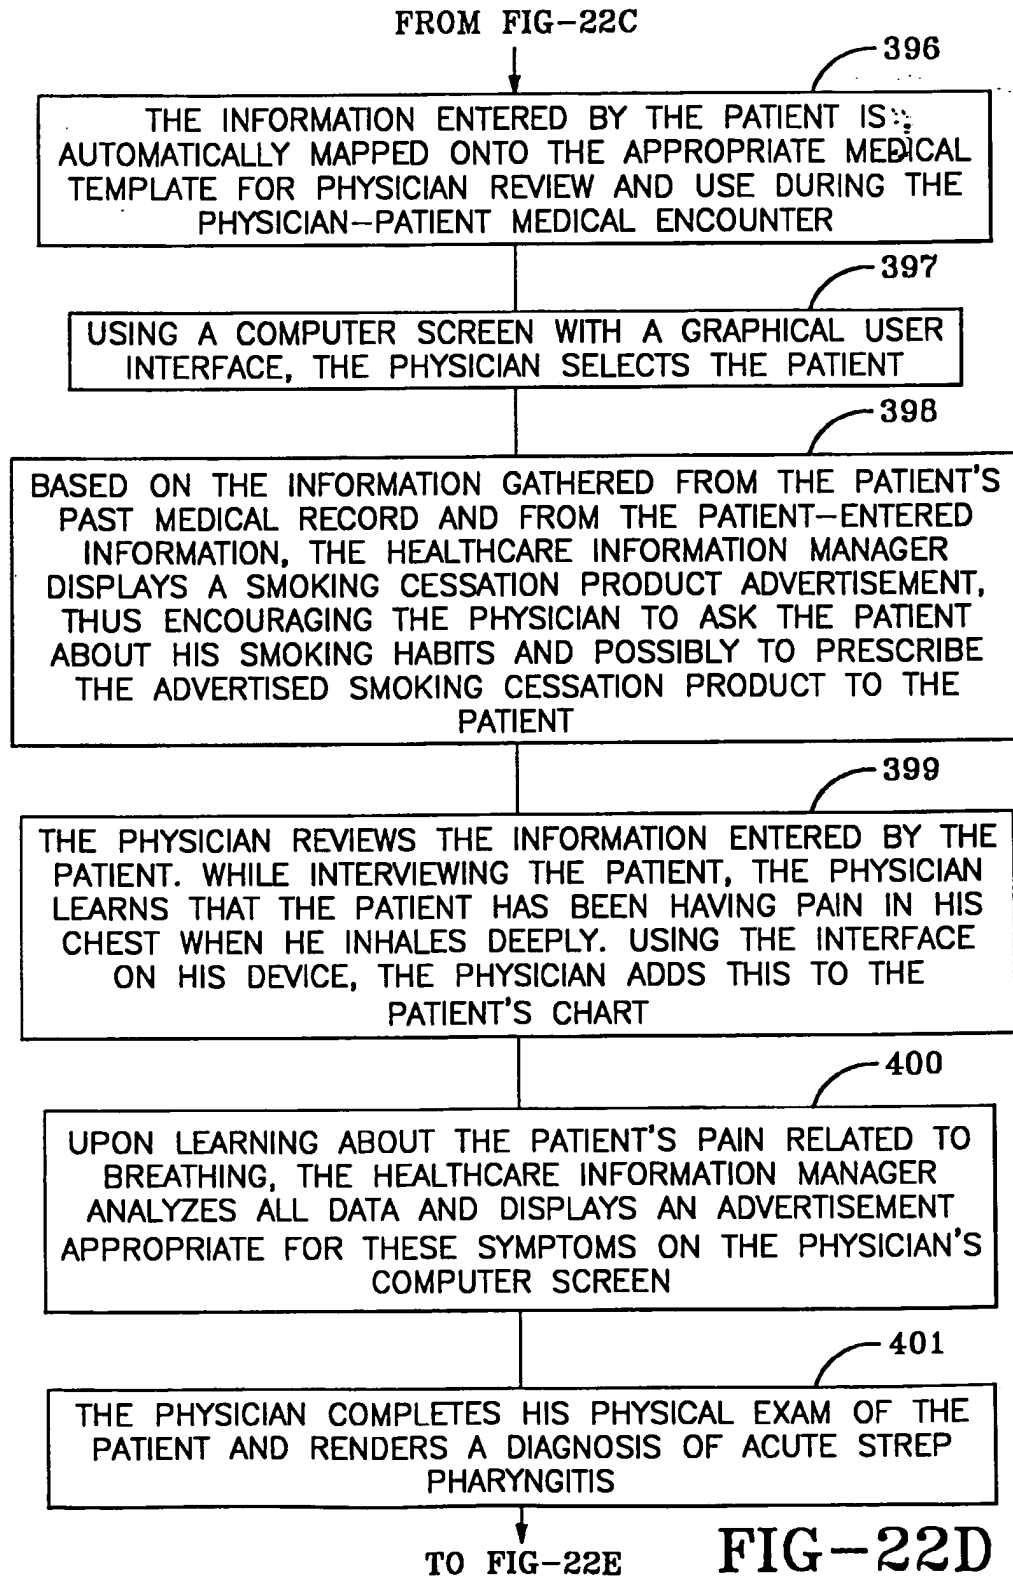 FROM FIG-22C
396
THE INFORMATION ENTERED BY THE PATIENT IS
AUTOMATICALLY MAPPED ONTO THE APPROPRIATE MEDICAL
TEMPLATE FOR PHYSICIAN REVIEW AND USE DURING THE
PHYSICIAN-PATIENT MEDICAL ENCOUNTER
397
USING A COMPUTER SCREEN WITH A GRAPHICAL USER
INTERFACE, THE PHYSICIAN SELECTS THE PATIENT
398
BASED ON THE INFORMATION GATHERED FROM THE PATIENT'S
PAST MEDICAL RECORD AND FROM THE PATIENT-ENTERED
INFORMATION, THE HEALTHCARE INFORMATION MANAGER
DISPLAYS A SMOKING CESSATION PRODUCT ADVERTISEMENT,
THUS ENCOURAGING THE PHYSICIAN TO ASK THE PATIENT
ABOUT HIS SMOKING HABITS AND POSSIBLY TO PRESCRIBE
THE ADVERTISED SMOKING CESSATION PRODUCT TO THE
PATIENT
399
THE PHYSICIAN REVIEWS THE INFORMATION ENTERED BY THE
PATIENT. WHILE INTERVIEWING THE PATIENT, THE PHYSICIAN
LEARNS THAT THE PATIENT HAS BEEN HAVING PAIN IN HIS
CHEST WHEN HE INHALES DEEPLY. USING THE INTERFACE
ON HIS DEVICE, THE PHYSICIAN ADDS THIS TO THE
PATIENT'S CHART
400
UPON LEARNING ABOUT THE PATIENT'S PAIN RELATED TO
BREATHING, THE HEALTHCARE INFORMATION MANAGER
ANALYZES ALL DATA AND DISPLAYS AN ADVERTISEMENT
APPROPRIATE FOR THESE SYMPTOMS ON THE PHYSICIAN'S
COMPUTER SCREEN
401
THE PHYSICIAN COMPLETES HIS PHYSICAL EXAM OF THE
PATIENT AND RENDERS A DIAGNOSIS OF ACUTE STREP
PHARYNGITIS
TO FIG-22E
FIG-22D